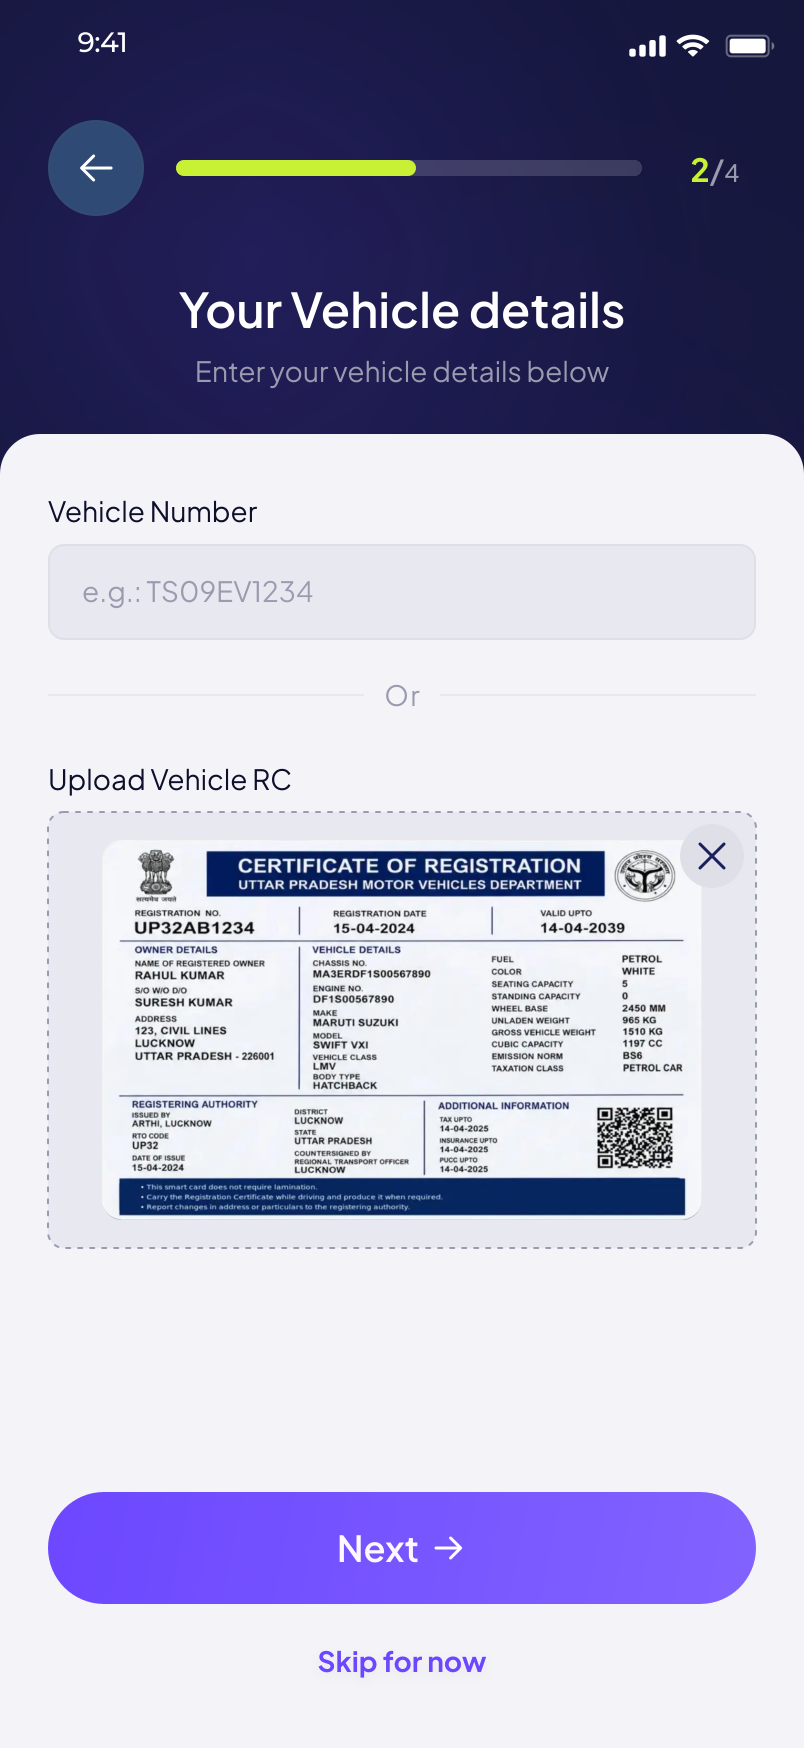 9:41
2/4
Your Vehicle details
Enter your vehicle details below
Vehicle Number
e.g.: TS09EV1234
Or
Upload Vehicle RC
CERTIFICATE OF REGISTRATION
UTTAR PRADESH MOTOR VEHICLES DEPARTMENT
सत्यमेव जयते
REGISTRATION NO.
UP32AB1234
REGISTRATION DATE
15-04-2024
VALID UPTO
14-04-2039
OWNER DETAILS
NAME OF REGISTERED OWNER
RAHUL KUMAR
S/O W/O D/O
SURESH KUMAR
ADDRESS
123, CIVIL LINES
LUCKNOW
UTTAR PRADESH - 226001
VEHICLE DETAILS
CHASSIS NO.
MA3ERDF1S00567890
ENGINE NO.
DF1S00567890
MAKE
MARUTI SUZUKI
MODEL
SWIFT VXI
VEHICLE CLASS
LMV
BODY TYPE
HATCHBACK
FUEL PETROL
COLOR WHITE
SEATING CAPACITY 5
STANDING CAPACITY 0
WHEEL BASE 2450 MM
UNLADEN WEIGHT 965 KG
GROSS VEHICLE WEIGHT 1510 KG
CUBIC CAPACITY 1197 CC
EMISSION NORM BS6
TAXATION CLASS PETROL CAR
REGISTERING AUTHORITY
ISSUED BY
ARTHI, LUCKNOW
RTO CODE
UP32
DATE OF ISSUE
15-04-2024
DISTRICT
LUCKNOW
STATE
UTTAR PRADESH
COUNTERSIGNED BY
REGIONAL TRANSPORT OFFICER
LUCKNOW
ADDITIONAL INFORMATION
TAX UPTO
14-04-2025
INSURANCE UPTO
14-04-2025
PUCC UPTO
14-04-2025
• This smart card does not require lamination.
• Carry the Registration Certificate while driving and produce it when required.
• Report changes in address or particulars to the registering authority.
Next →
Skip for now